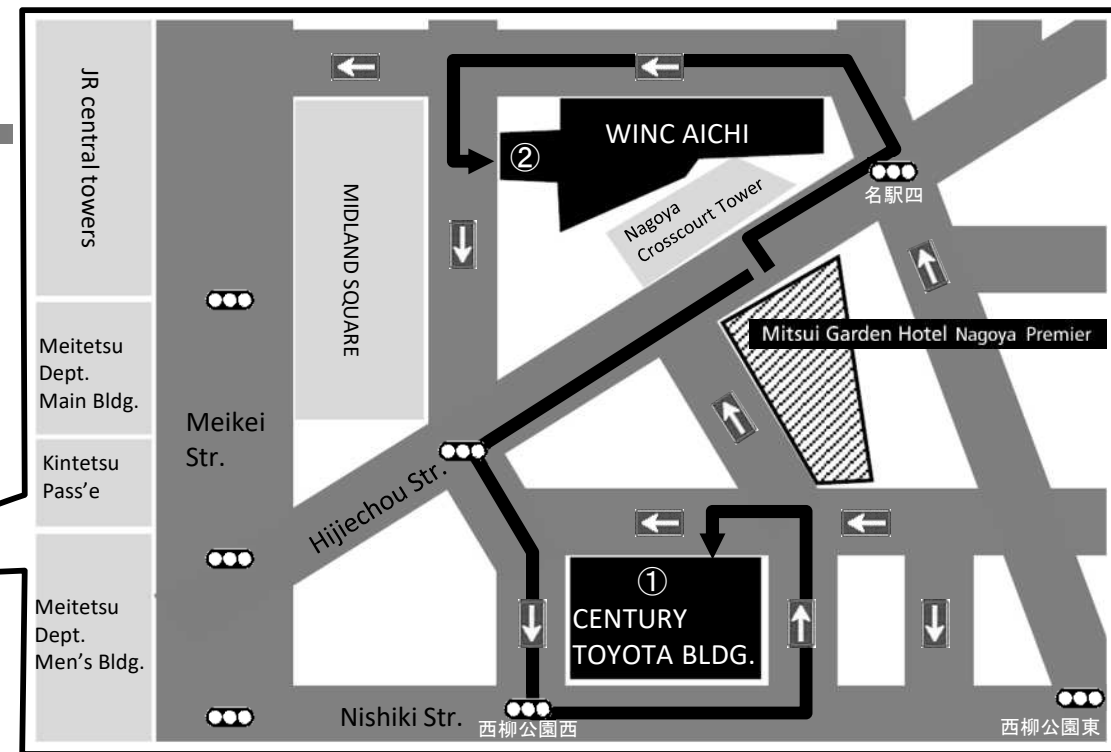 JR central towers
Meitetsu
Dept.
Main Bldg.
Kintetsu
Pass’e
Meitetsu
Dept.
Men’s Bldg.
Meikei
Str.
MIDLAND SQUARE
② WINC AICHI
Nagoya
Crosscourt Tower
名駅四
Mitsui Garden Hotel Nagoya Premier
Hijiechou Str.
①
CENTURY
TOYOTA BLDG.
Nishiki Str.
西柳公園西
西柳公園東